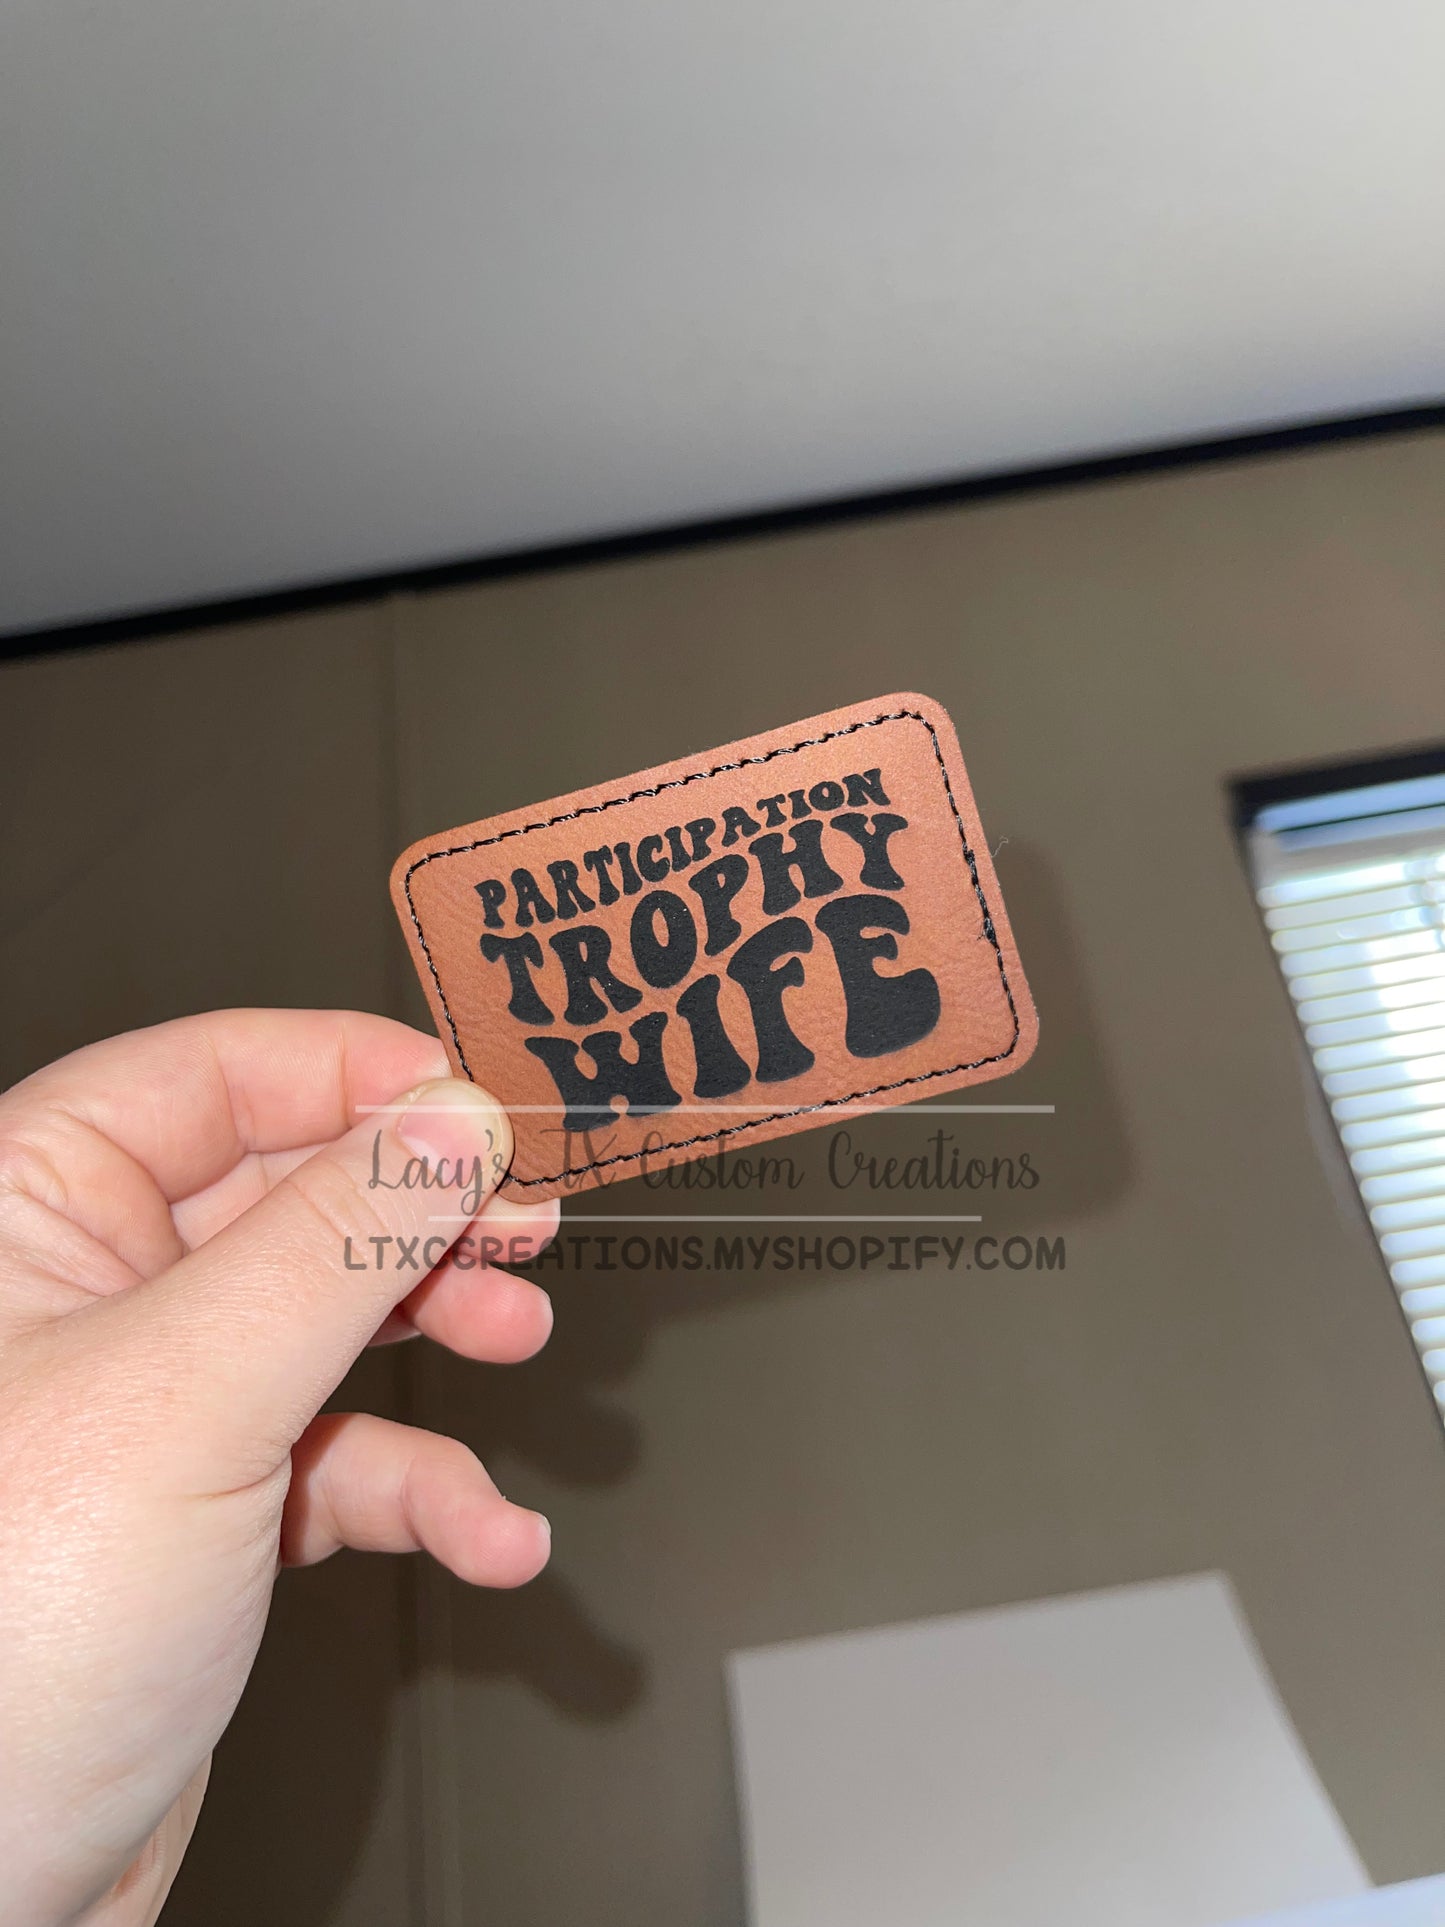 PARTICIPATION
TROPHY
WIFE
Lacy's TX Custom Creations
LTXCCREATIONS.MYSHOPIFY.COM